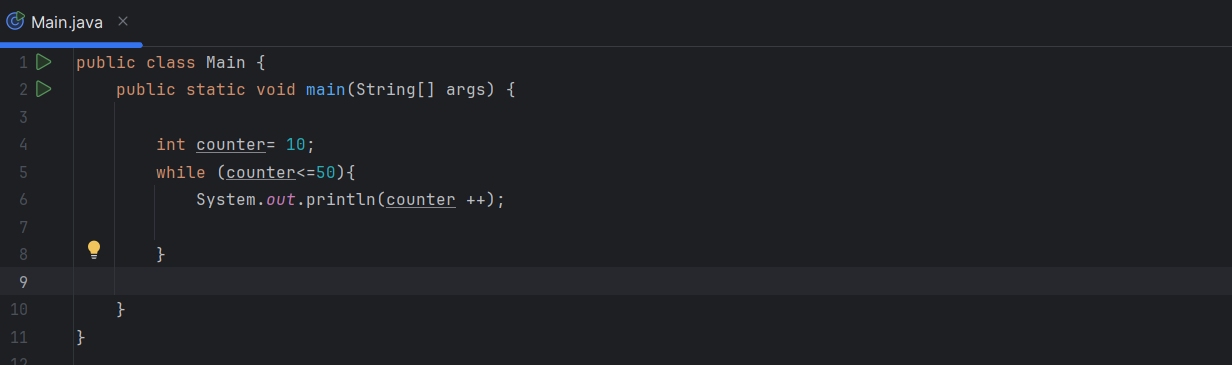 Main.java
1 public class Main {
2 public static void main(String[] args) {
3
4 int counter= 10;
5 while (counter<=50){
6 System.out.println(counter ++);
7
8 }
9
10 }
11 }
12